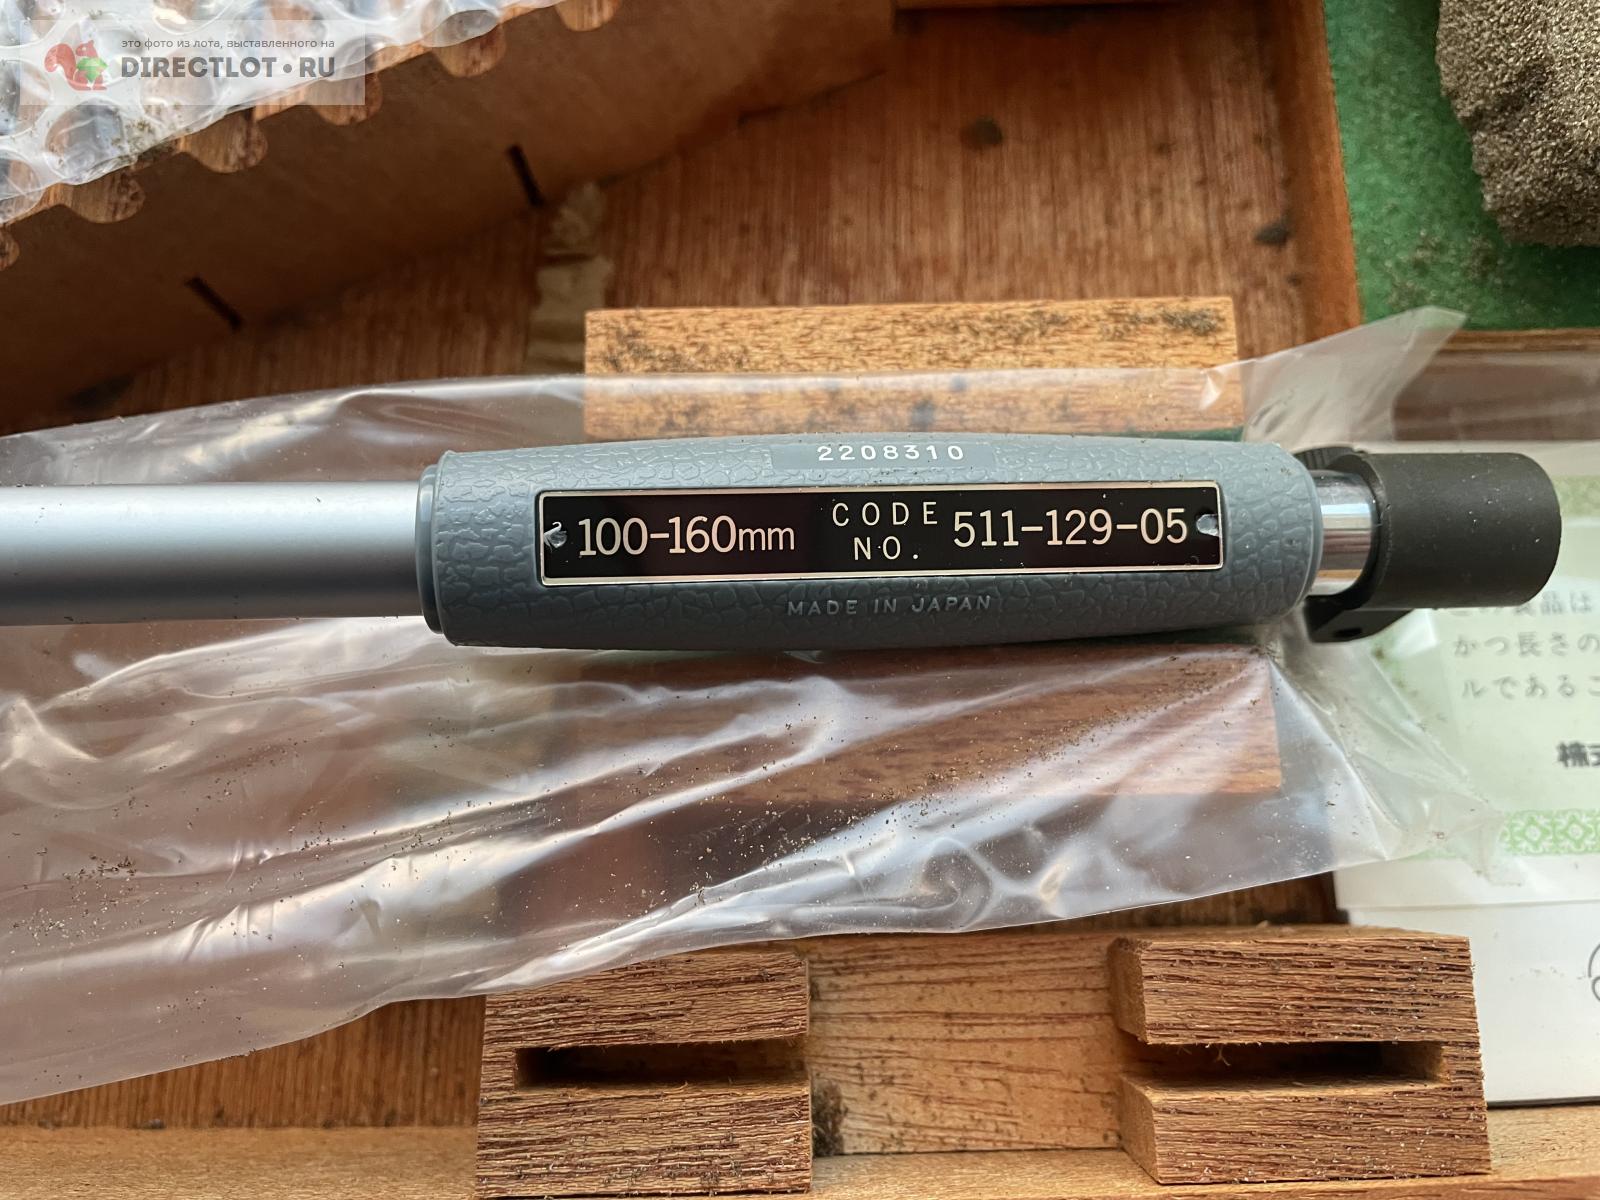 это фото из лота, выставленного на
DIRECTLOT•RU
2208310
100-160mm CODE NO. 511-129-05
MADE IN JAPAN
かつ長さの
ルであるこ